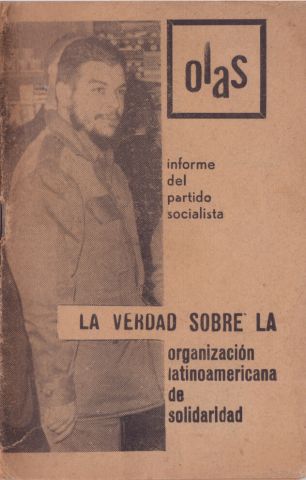 olas
informe
del
partido
socialista
LA VERDAD SOBRE LA
organización
latinoamericana
de
solidaridad